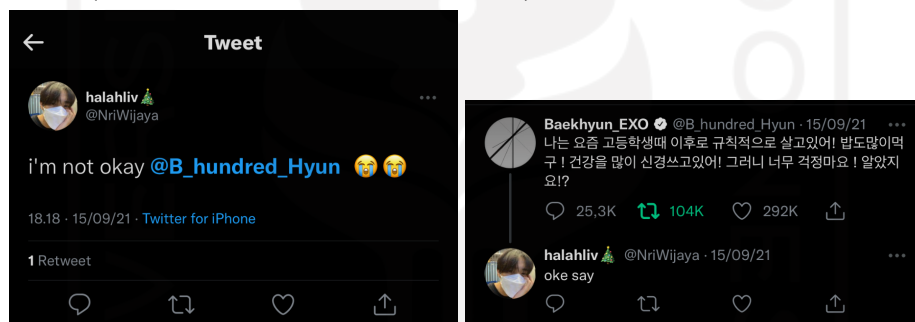 Tweet
halahliv🎄
@NriWijaya
i'm not okay @B_hundred_Hyun 😭😭
18.18 · 15/09/21 · Twitter for iPhone
1 Retweet
Baekhyun_EXO @B_hundred_Hyun · 15/09/21
나는 요즘 고등학생때 이후로 규칙적으로 살고있어! 밥도많이먹
구 ! 건강을 많이 신경쓰고있어! 그러니 너무 걱정마요 ! 알았지
요!?
25,3K 104K 292K
halahliv🎄 @NriWijaya · 15/09/21
oke say